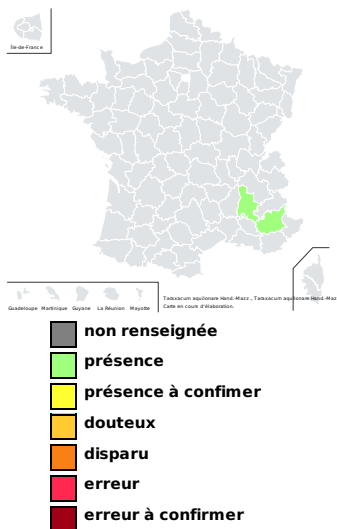 Île-de-France
Guadeloupe Martinique Guyane La Réunion Mayotte
Taraxacum aquilonare Hand.-Mazz., Taraxacum aquilonare Hand.-Maz
Carte en cours d'élaboration.
non renseignée
présence
présence à confimer
douteux
disparu
erreur
erreur à confirmer